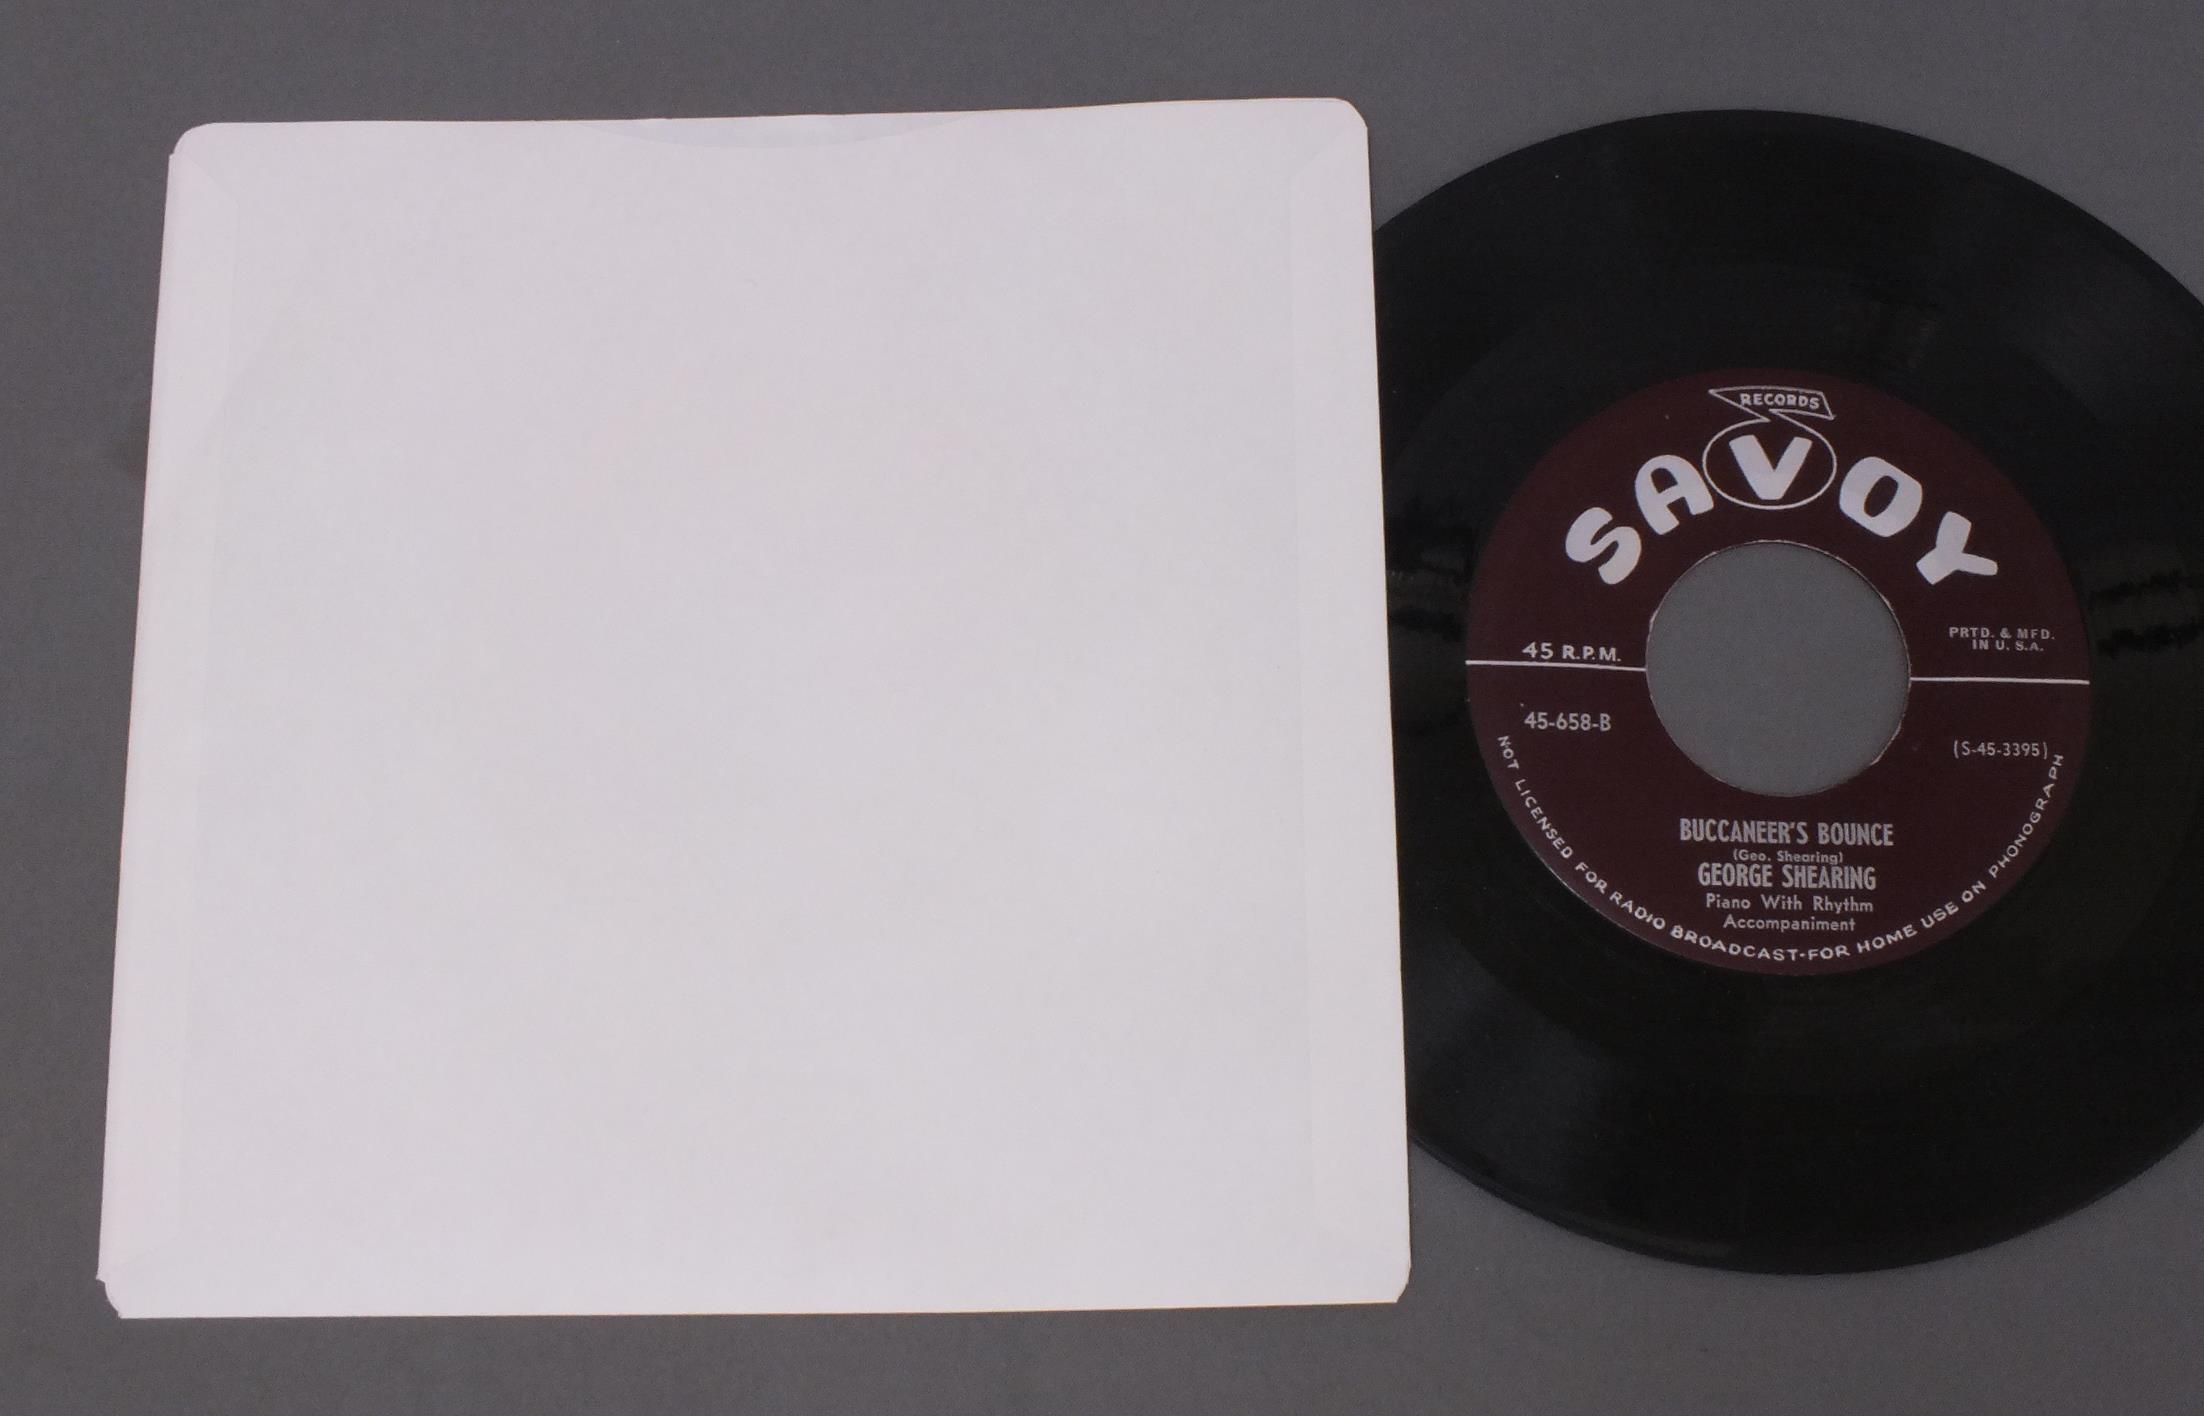 RECORDS
SAVOY
45 R.P.M.
PRTD. & MFD.
IN U. S.A.
45-658-B
(S-45-3395)
BUCCANEER'S BOUNCE
(Geo. Shearing)
GEORGE SHEARING
Piano With Rhythm
Accompaniment
NOT LICENSED FOR RADIO BROADCAST•FOR HOME USE ON PHONOGRAPH